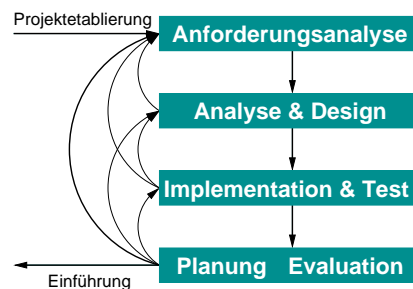 Projektetablierung
Anforderungsanalyse
Analyse & Design
Implementation & Test
Planung Evaluation
Einführung